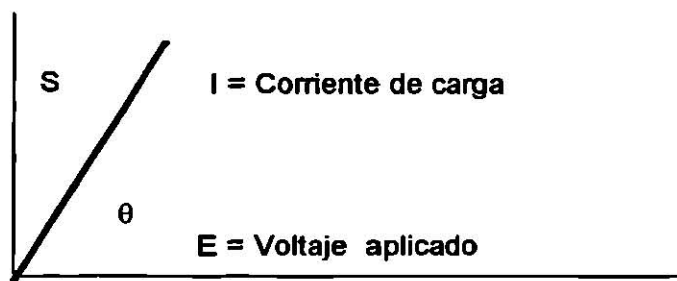 S
I = Corriente de carga
θ
E = Voltaje aplicado